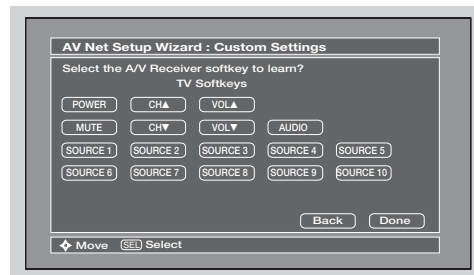 AV Net Setup Wizard : Custom Settings
Select the A/V Receiver softkey to learn?
TV Softkeys
POWER CH▲ VOL▲
MUTE CH▼ VOL▼ AUDIO
SOURCE 1 SOURCE 2 SOURCE 3 SOURCE 4 SOURCE 5
SOURCE 6 SOURCE 7 SOURCE 8 SOURCE 9 SOURCE 10
Back Done
Move SEL Select